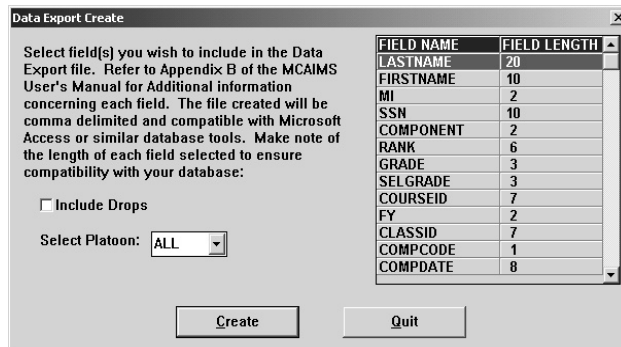 Data Export Create
Select field(s) you wish to include in the Data
Export file. Refer to Appendix B of the MCAIMS
User's Manual for Additional information
concerning each field. The file created will be
comma delimited and compatible with Microsoft
Access or similar database tools. Make note of
the length of each field selected to ensure
compatibility with your database:
Include Drops
Select Platoon: ALL
FIELD NAME FIELD LENGTH
LASTNAME 20
FIRSTNAME 10
MI 2
SSN 10
COMPONENT 2
RANK 6
GRADE 3
SELGRADE 3
COURSEID 7
FY 2
CLASSID 7
COMPCODE 1
COMPDATE 8
Create Quit